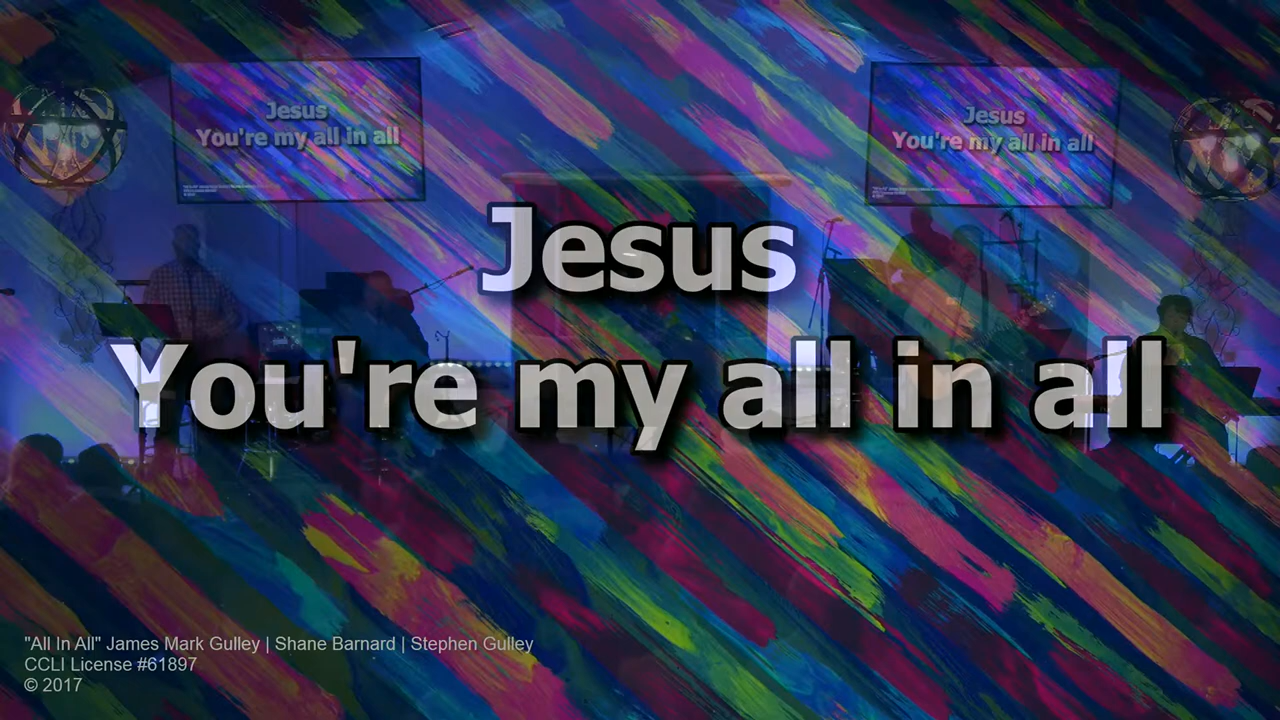 Jesus
You're my all in all
Jesus
You're my all in all
Jesus
You're my all in all
"All In All" James Mark Gulley | Shane Barnard | Stephen Gulley
CCLI License #61897
© 2017